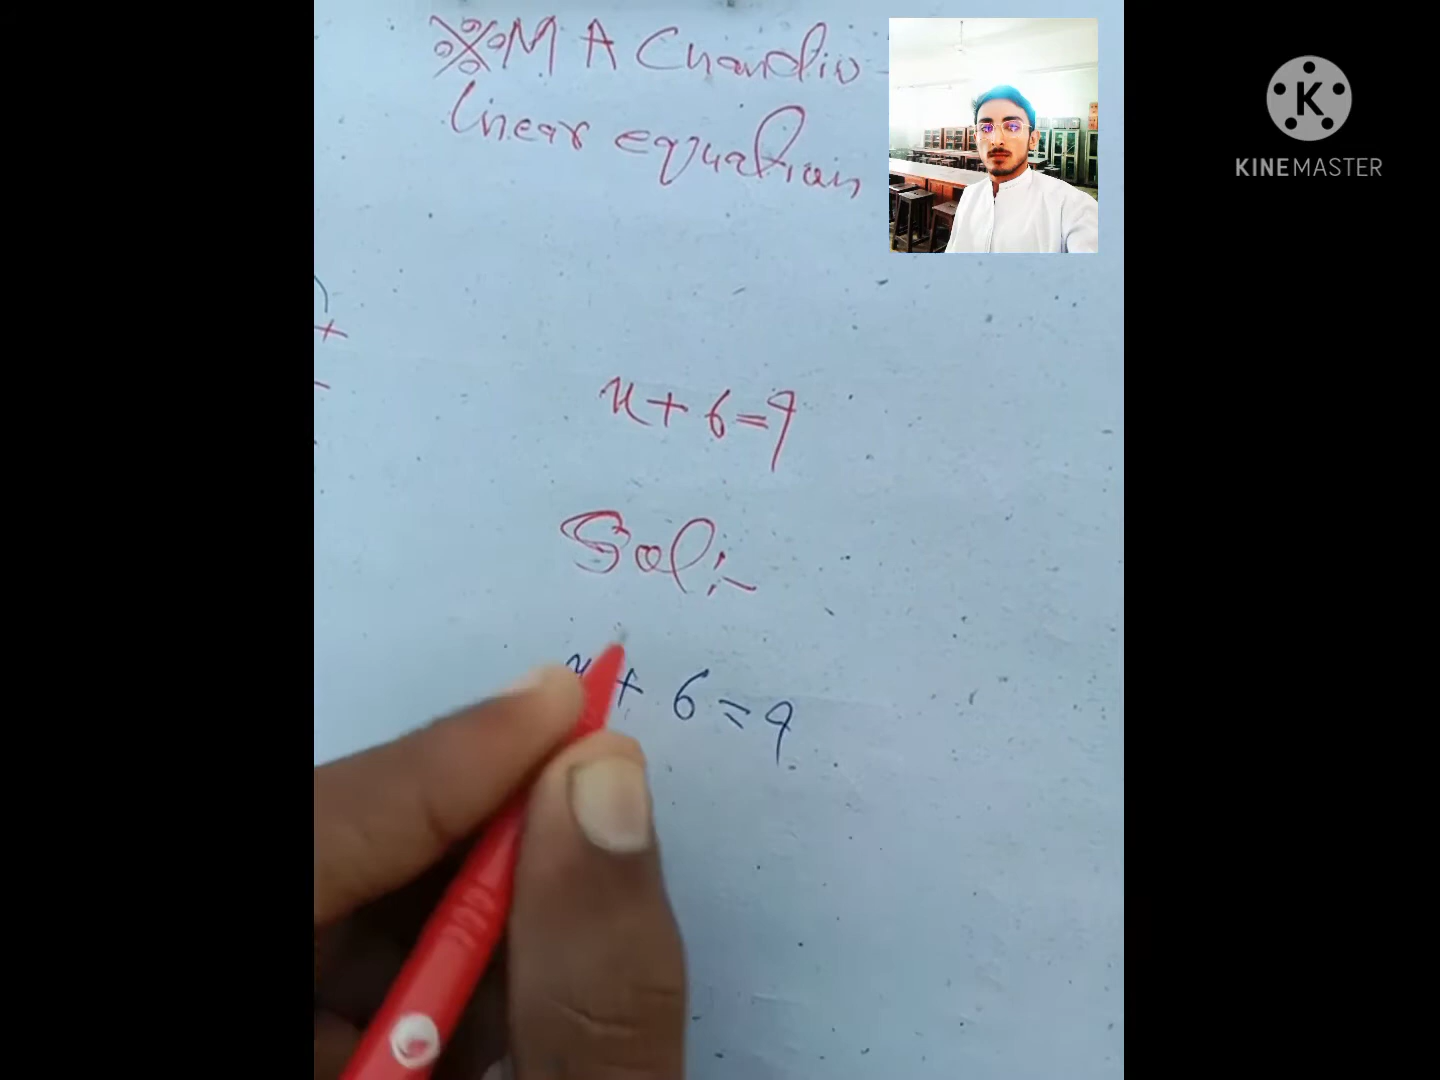 M A Chandio
linear equation
x + 6 = 9
Sol:-
x + 6 = 9
K
KINEMASTER